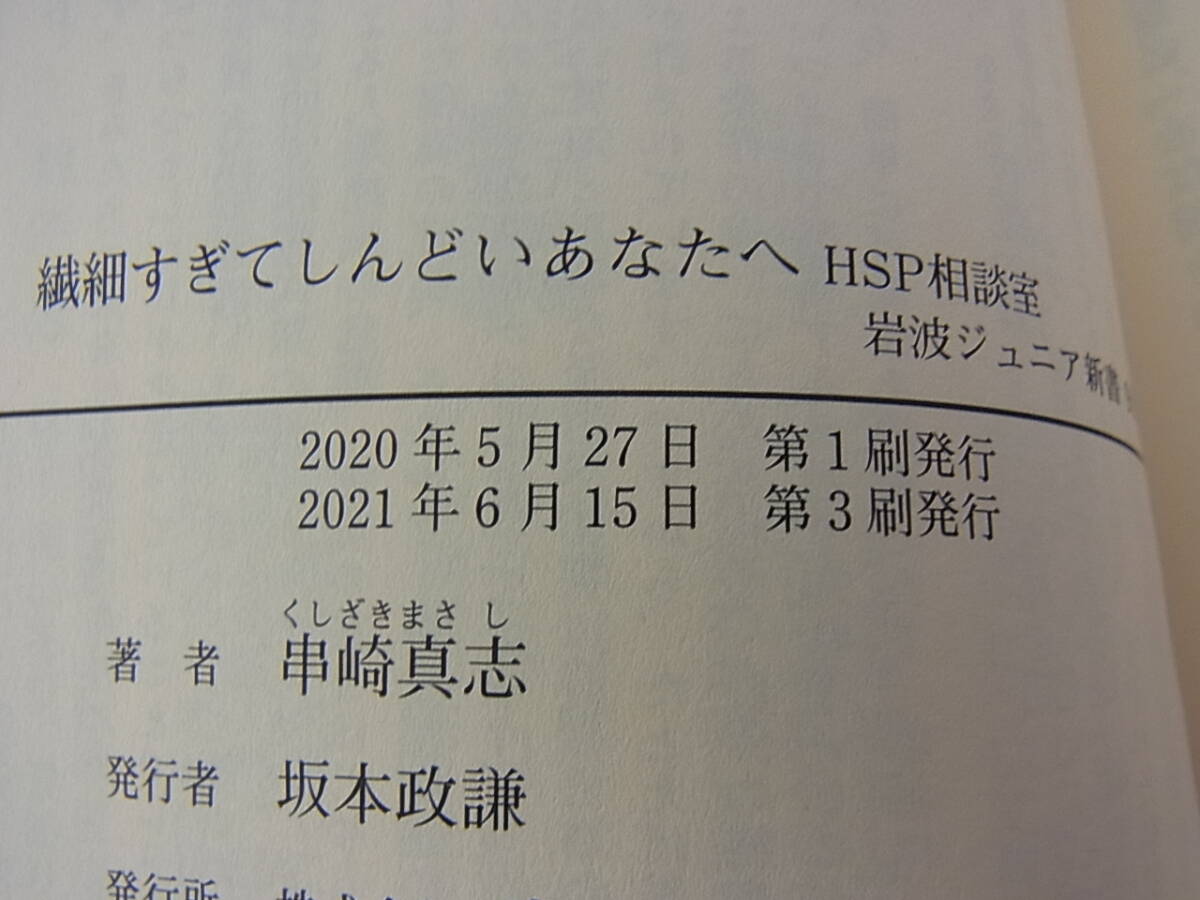 繊細すぎてしんどいあなたへ HSP相談室
岩波ジュニア新書
2020年5月27日 第1刷発行
2021年6月15日 第3刷発行
くしざきまさし
著者 串崎真志
発行者 坂本政謙
発行所